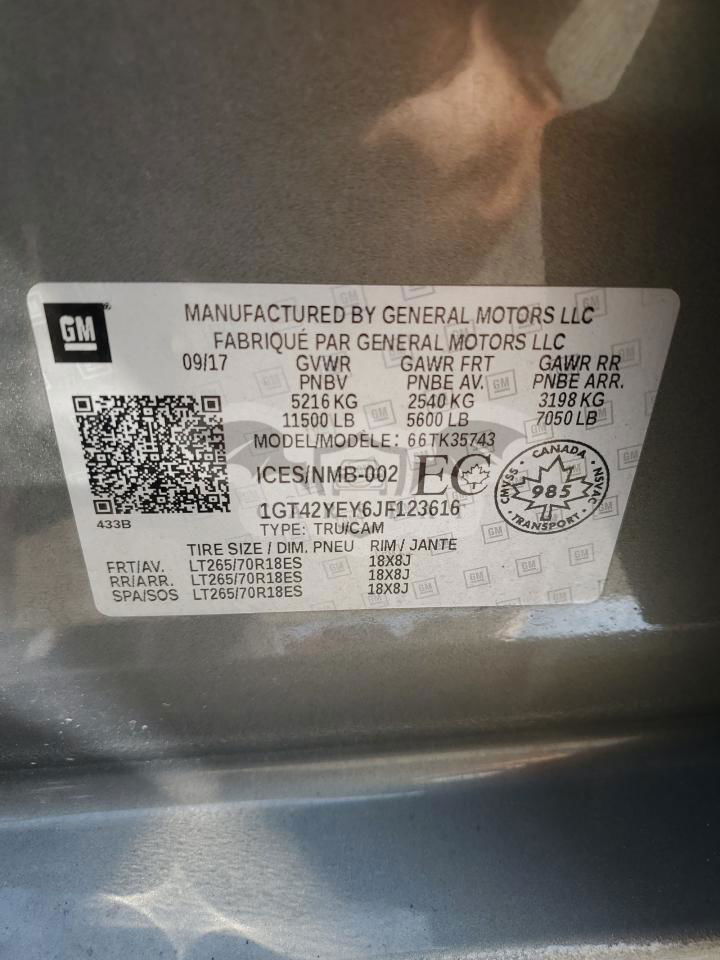 GM
MANUFACTURED BY GENERAL MOTORS LLC
FABRIQUÉ PAR GENERAL MOTORS LLC
09/17 GVWR GAWR FRT GAWR RR
PNBV PNBE AV. PNBE ARR.
5216 KG 2540 KG 3198 KG
11500 LB 5600 LB 7050 LB
MODEL/MODÈLE: 66TK35743
ICES/NMB-002 EC
CMVSS · CANADA · NSVAC · TRANSPORT ·
985
1GT42YEY6JF123616
433B
TYPE: TRU/CAM
TIRE SIZE / DIM. PNEU RIM / JANTE
FRT/AV. LT265/70R18ES 18X8J
RR/ARR. LT265/70R18ES 18X8J
SPA/SOS LT265/70R18ES 18X8J